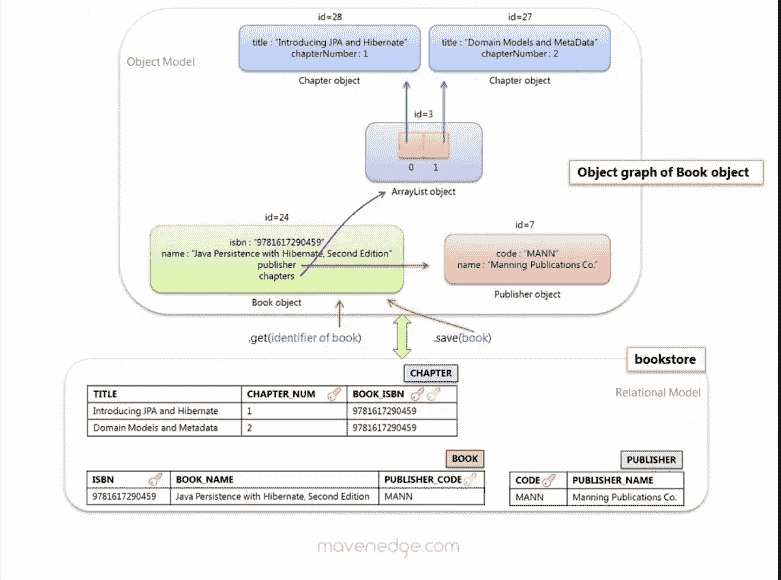 id=28
id=27
title : "Introducing JPA and Hibernate"
chapterNumber: 1
title : "Domain Models and MetaData"
chapterNumber: 2
Object Model
Chapter object
Chapter object
id=3
0 1
ArrayList object
Object graph of Book object
id=24
id=7
isbn : "9781617290459"
name : "Java Persistence with Hibernate, Second Edition"
publisher
chapters
code : "MANN"
name : "Manning Publications Co."
Book object
Publisher object
.get(identifier of book)
.save(book)
bookstore
CHAPTER
Relational Model
TITLE CHAPTER_NUM BOOK_ISBN
Introducing JPA and Hibernate 1 9781617290459
Domain Models and Metadata 2 9781617290459
BOOK
PUBLISHER
ISBN BOOK_NAME PUBLISHER_CODE
9781617290459 Java Persistence with Hibernate, Second Edition MANN
CODE PUBLISHER_NAME
MANN Manning Publications Co.
mavenedge.com